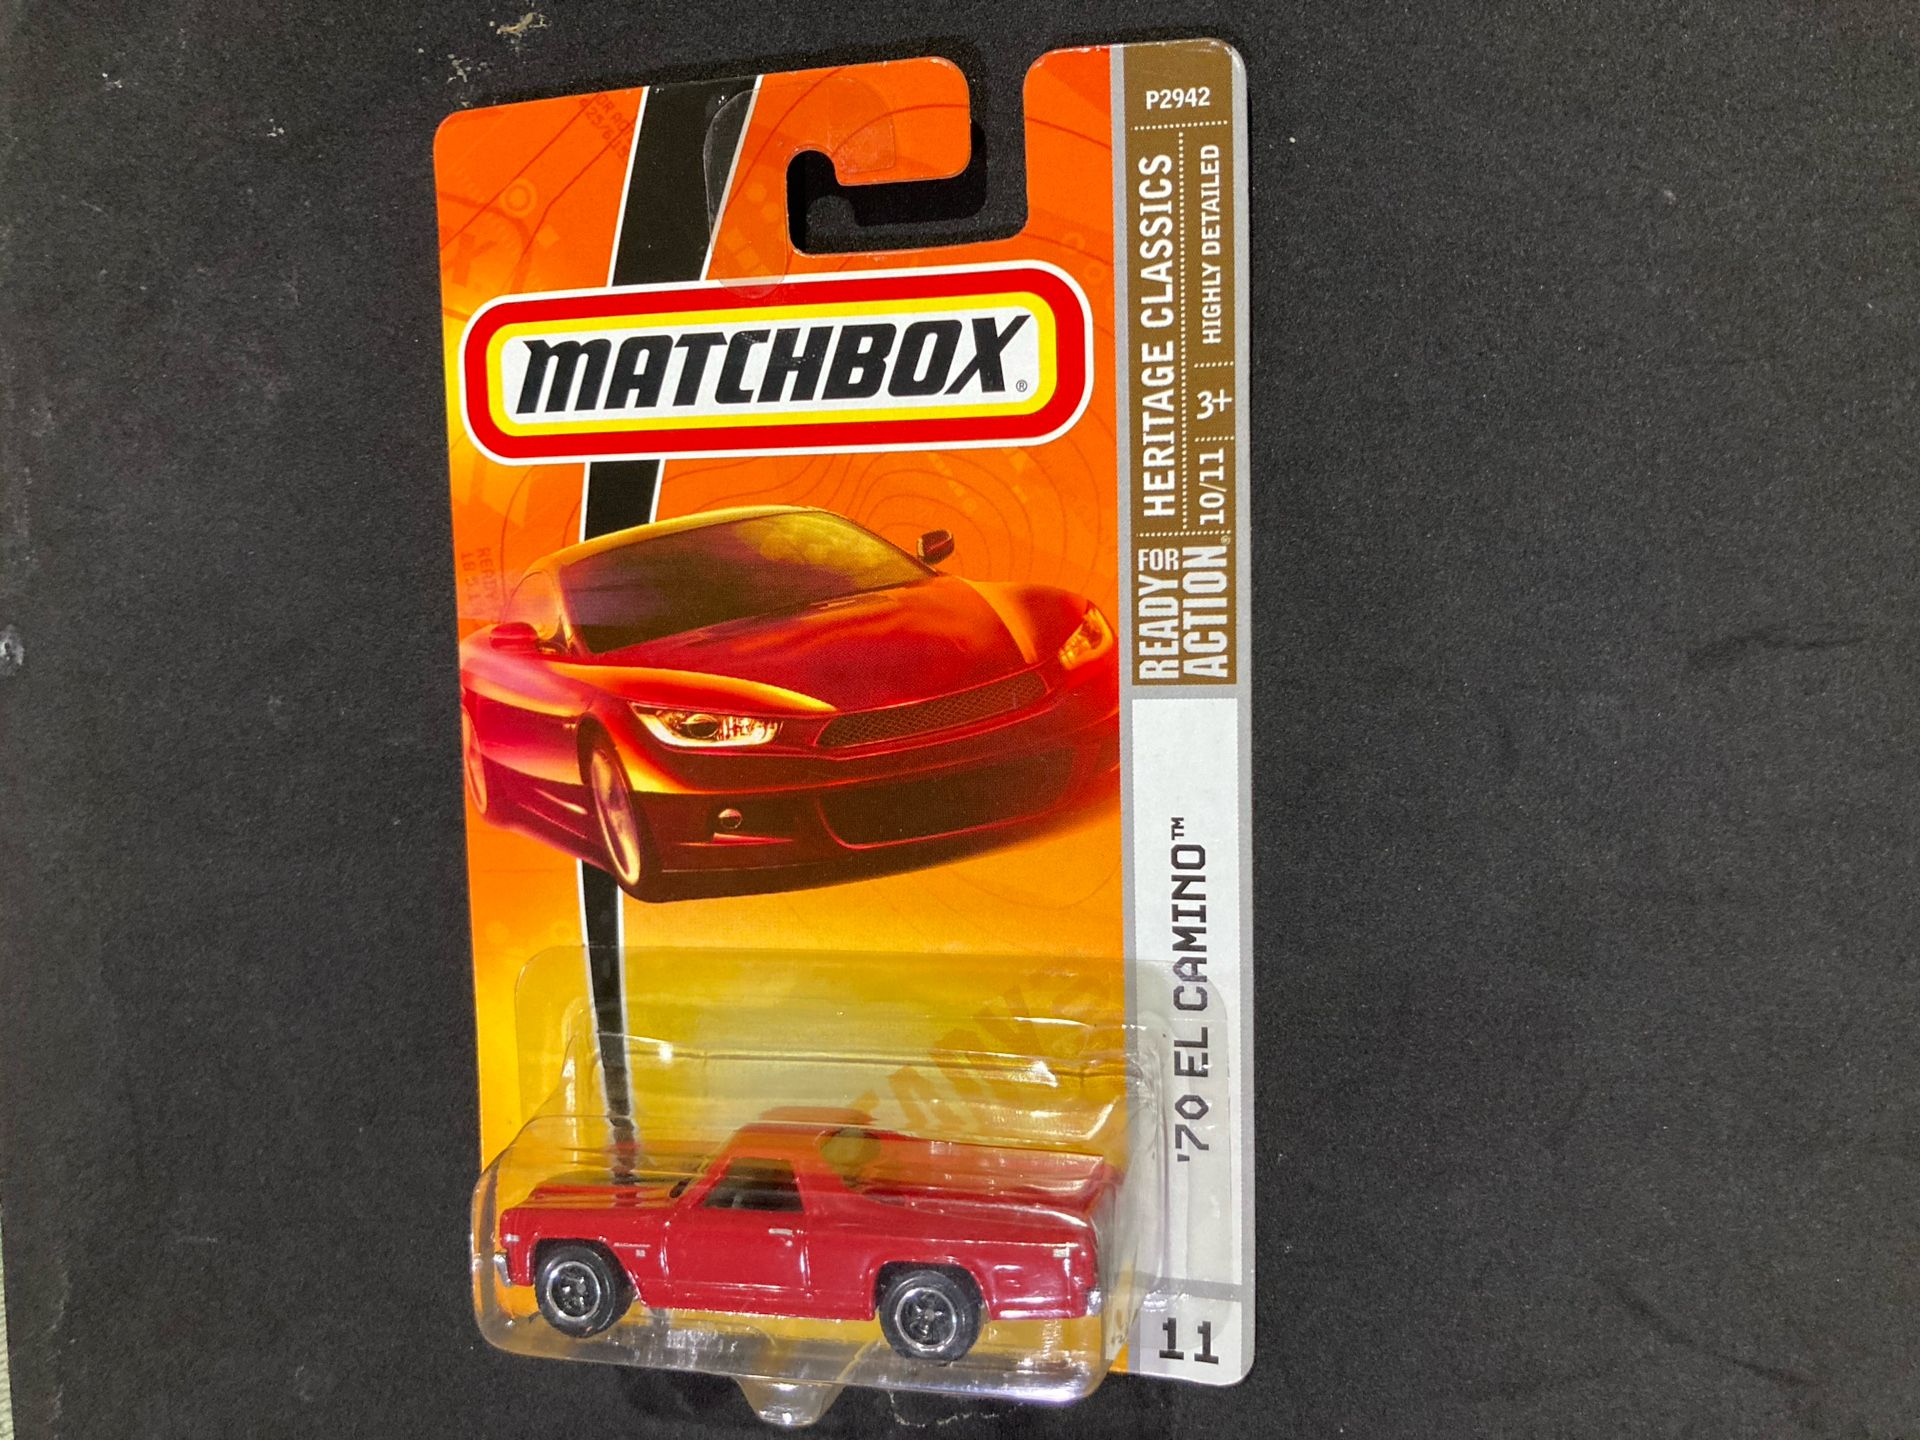 MATCHBOX®
P2942
HERITAGE CLASSICS
HIGHLY DETAILED
3+
10/11
READY FOR
ACTION®
'70 EL CAMINO™
11